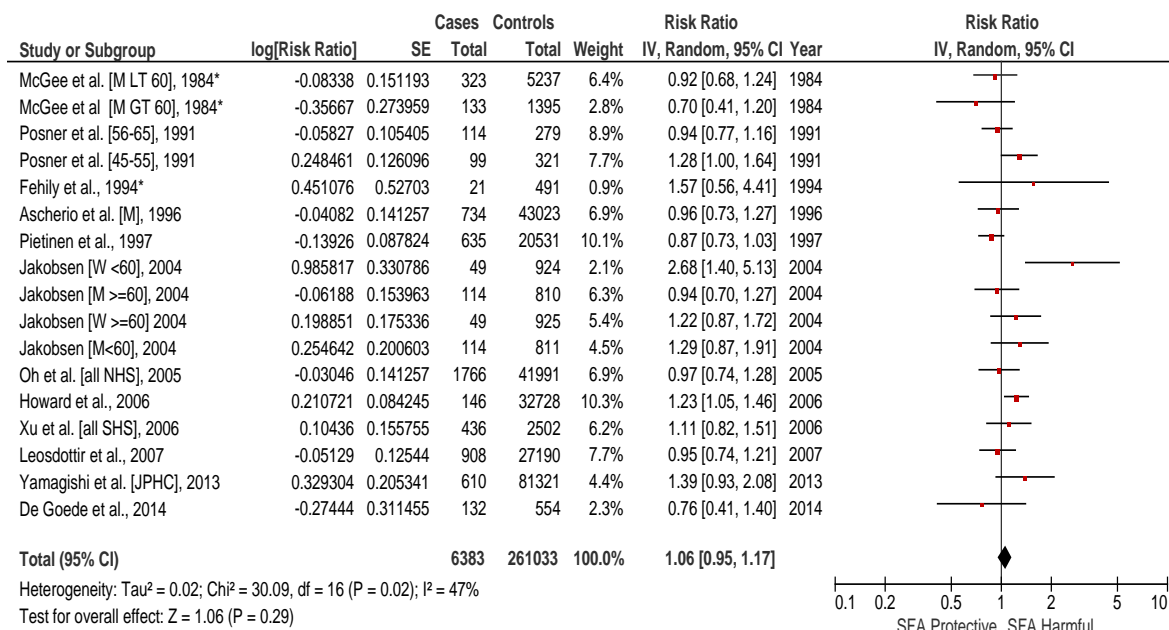 Cases Controls Risk Ratio Risk Ratio
Study or Subgroup log[Risk Ratio] SE Total Total Weight IV, Random, 95% CI Year IV, Random, 95% CI
McGee et al. [M LT 60], 1984* -0.08338 0.151193 323 5237 6.4% 0.92 [0.68, 1.24] 1984
McGee et al [M GT 60], 1984* -0.35667 0.273959 133 1395 2.8% 0.70 [0.41, 1.20] 1984
Posner et al. [56-65], 1991 -0.05827 0.105405 114 279 8.9% 0.94 [0.77, 1.16] 1991
Posner et al. [45-55], 1991 0.248461 0.126096 99 321 7.7% 1.28 [1.00, 1.64] 1991
Fehily et al., 1994* 0.451076 0.52703 21 491 0.9% 1.57 [0.56, 4.41] 1994
Ascherio et al. [M], 1996 -0.04082 0.141257 734 43023 6.9% 0.96 [0.73, 1.27] 1996
Pietinen et al., 1997 -0.13926 0.087824 635 20531 10.1% 0.87 [0.73, 1.03] 1997
Jakobsen [W <60], 2004 0.985817 0.330786 49 924 2.1% 2.68 [1.40, 5.13] 2004
Jakobsen [M >=60], 2004 -0.06188 0.153963 114 810 6.3% 0.94 [0.70, 1.27] 2004
Jakobsen [W >=60] 2004 0.198851 0.175336 49 925 5.4% 1.22 [0.87, 1.72] 2004
Jakobsen [M<60], 2004 0.254642 0.200603 114 811 4.5% 1.29 [0.87, 1.91] 2004
Oh et al. [all NHS], 2005 -0.03046 0.141257 1766 41991 6.9% 0.97 [0.74, 1.28] 2005
Howard et al., 2006 0.210721 0.084245 146 32728 10.3% 1.23 [1.05, 1.46] 2006
Xu et al. [all SHS], 2006 0.10436 0.155755 436 2502 6.2% 1.11 [0.82, 1.51] 2006
Leosdottir et al., 2007 -0.05129 0.12544 908 27190 7.7% 0.95 [0.74, 1.21] 2007
Yamagishi et al. [JPHC], 2013 0.329304 0.205341 610 81321 4.4% 1.39 [0.93, 2.08] 2013
De Goede et al., 2014 -0.27444 0.311455 132 554 2.3% 0.76 [0.41, 1.40] 2014
Total (95% CI) 6383 261033 100.0% 1.06 [0.95, 1.17]
Heterogeneity: Tau² = 0.02; Chi² = 30.09, df = 16 (P = 0.02); I² = 47%
Test for overall effect: Z = 1.06 (P = 0.29)
0.1 0.2 0.5 1 2 5 10
SFA Protective SFA Harmful